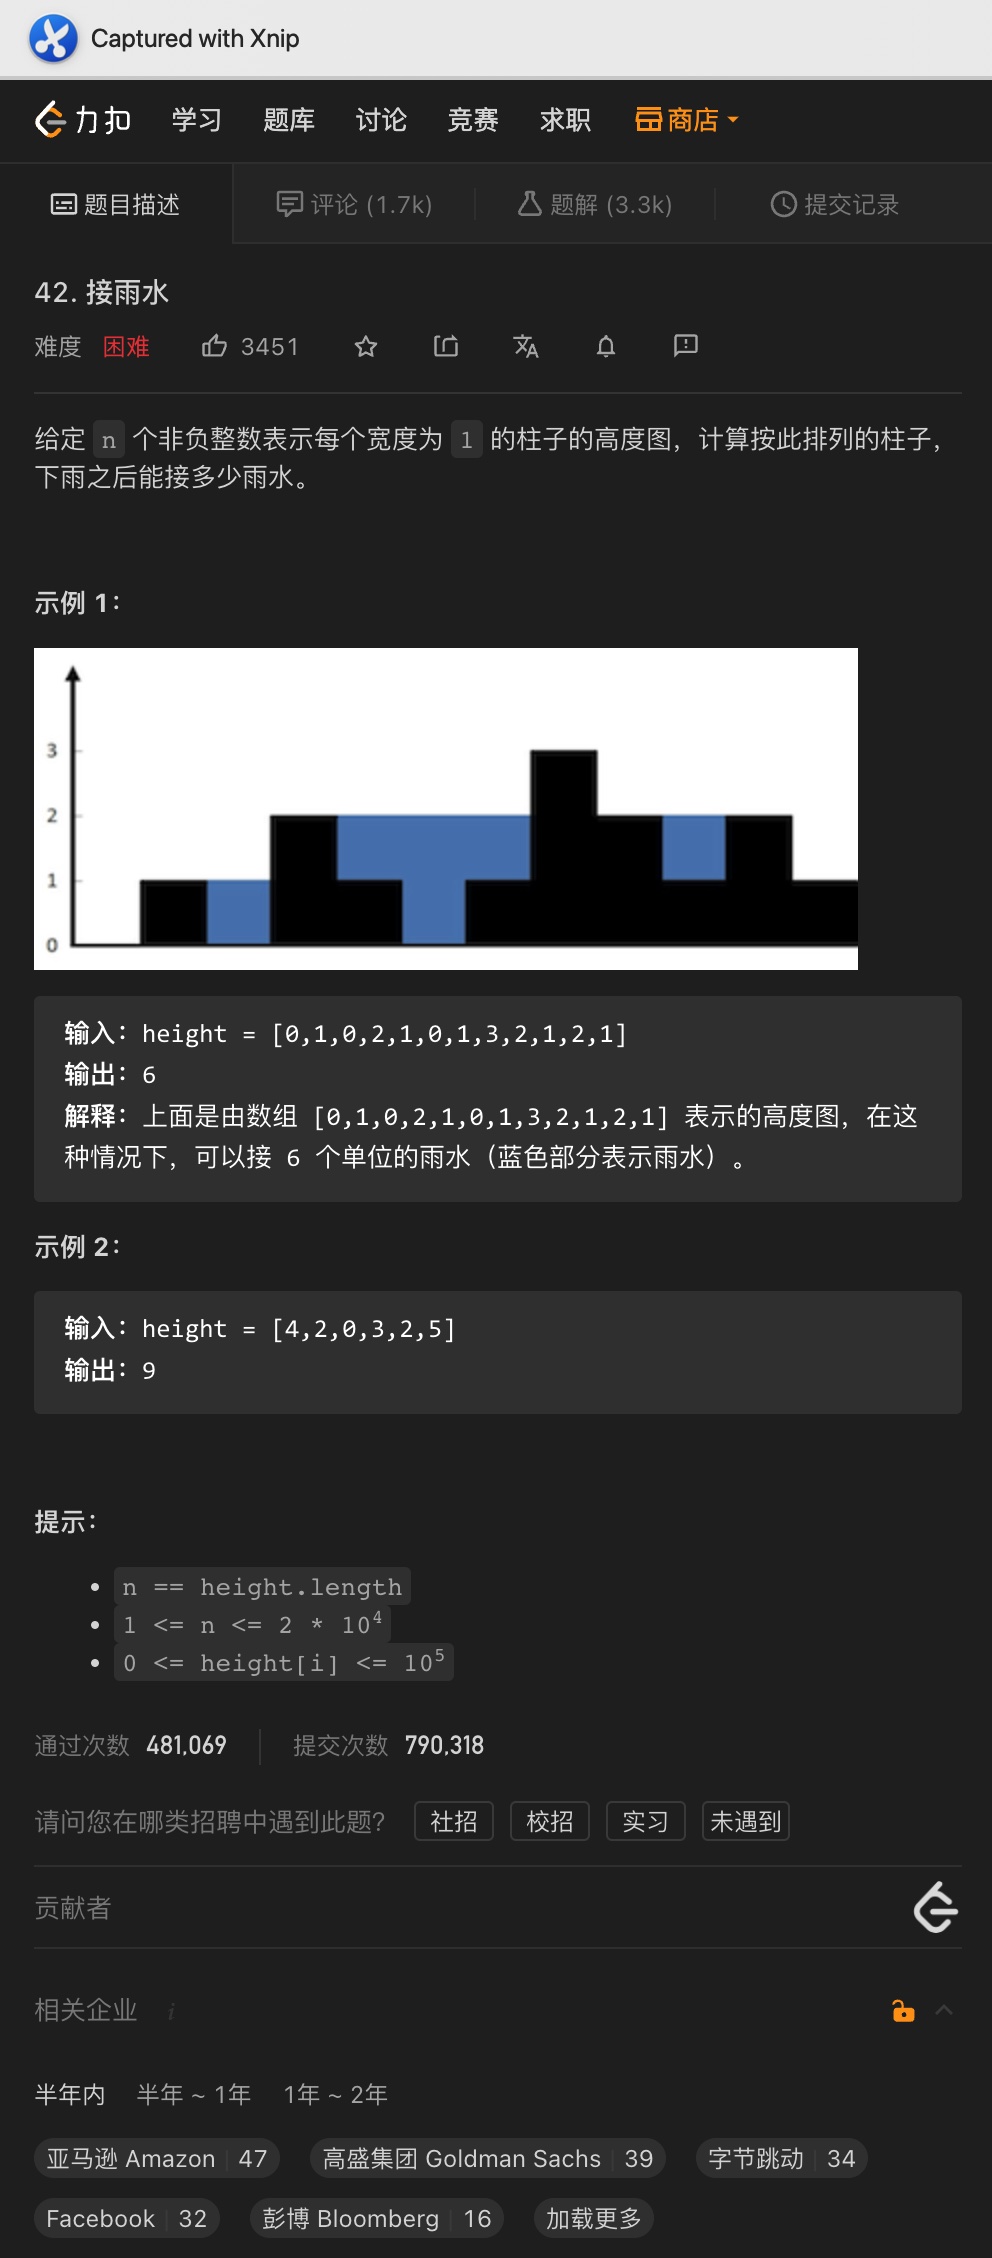 Captured with Xnip
力扣 学习 题库 讨论 竞赛 求职 商店
题目描述 评论 (1.7k) 题解 (3.3k) 提交记录
42. 接雨水
难度 困难 3451
给定 n 个非负整数表示每个宽度为 1 的柱子的高度图，计算按此排列的柱子，
下雨之后能接多少雨水。
示例 1：
3
2
1
0
输入：height = [0,1,0,2,1,0,1,3,2,1,2,1]
输出：6
解释：上面是由数组 [0,1,0,2,1,0,1,3,2,1,2,1] 表示的高度图，在这
种情况下，可以接 6 个单位的雨水（蓝色部分表示雨水）。
示例 2：
输入：height = [4,2,0,3,2,5]
输出：9
提示：
n == height.length
1 <= n <= 2 * 10⁴
0 <= height[i] <= 10⁵
通过次数 481,069 提交次数 790,318
请问您在哪类招聘中遇到此题? 社招 校招 实习 未遇到
贡献者
相关企业 i
半年内 半年 ~ 1年 1年 ~ 2年
亚马逊 Amazon 47 高盛集团 Goldman Sachs 39 字节跳动 34
Facebook 32 彭博 Bloomberg 16 加载更多